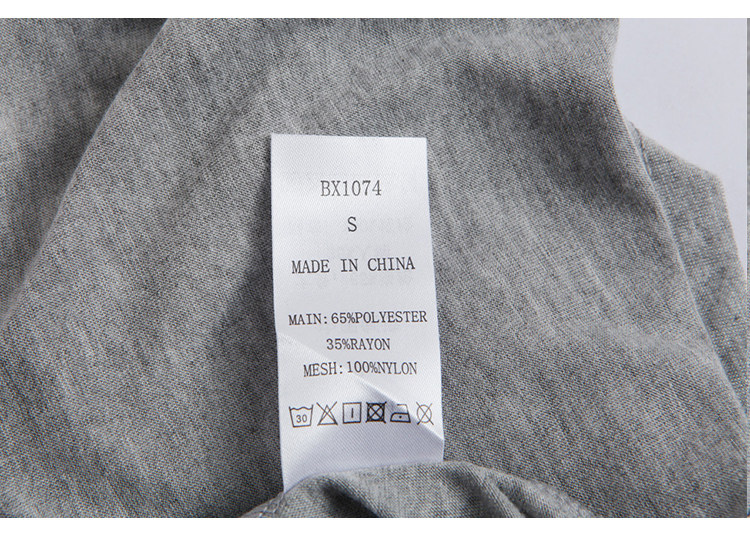 BX1074
S
MADE IN CHINA
MAIN:65%POLYESTER
35%RAYON
MESH:100%NYLON
30